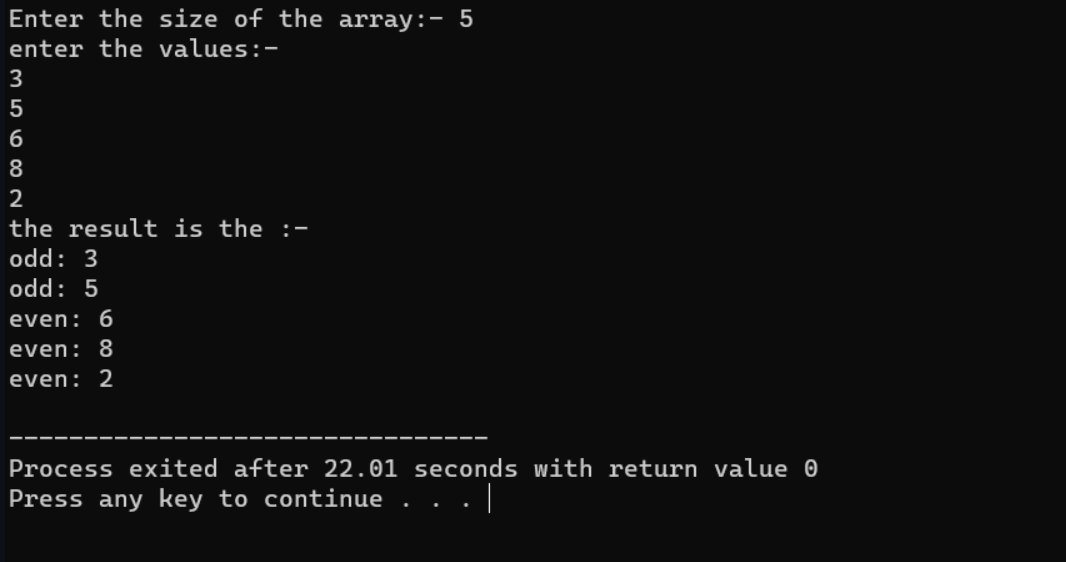 Enter the size of the array:- 5
enter the values:-
3
5
6
8
2
the result is the :-
odd: 3
odd: 5
even: 6
even: 8
even: 2
--------------------------------
Process exited after 22.01 seconds with return value 0
Press any key to continue . . .